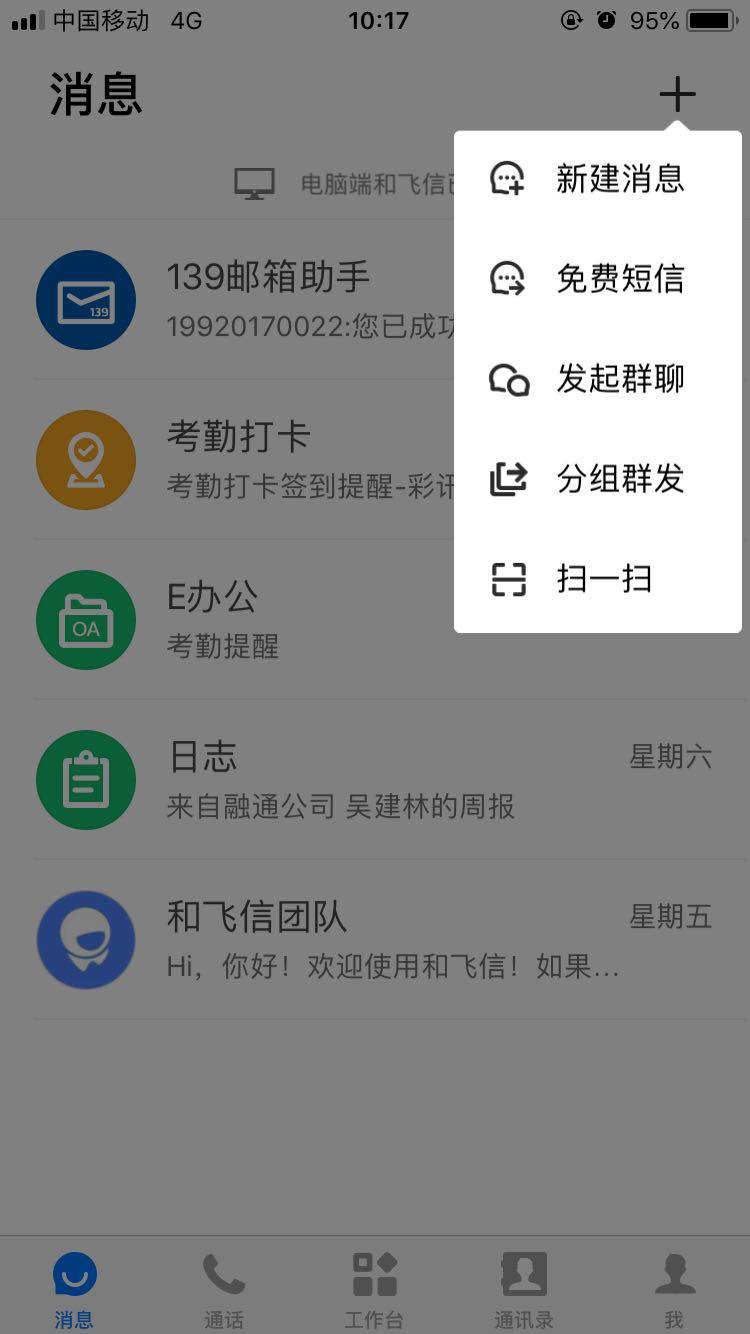 中国移动 4G 10:17 95%
消息
电脑端和飞信
新建消息
免费短信
发起群聊
分组群发
扫一扫
139邮箱助手
19920170022:您已成
139
考勤打卡
考勤打卡签到提醒-彩
E办公
考勤提醒
OA
日志 星期六
来自融通公司 吴建林的周报
和飞信团队 星期五
Hi，你好！欢迎使用和飞信！如果...
消息 通话 工作台 通讯录 我